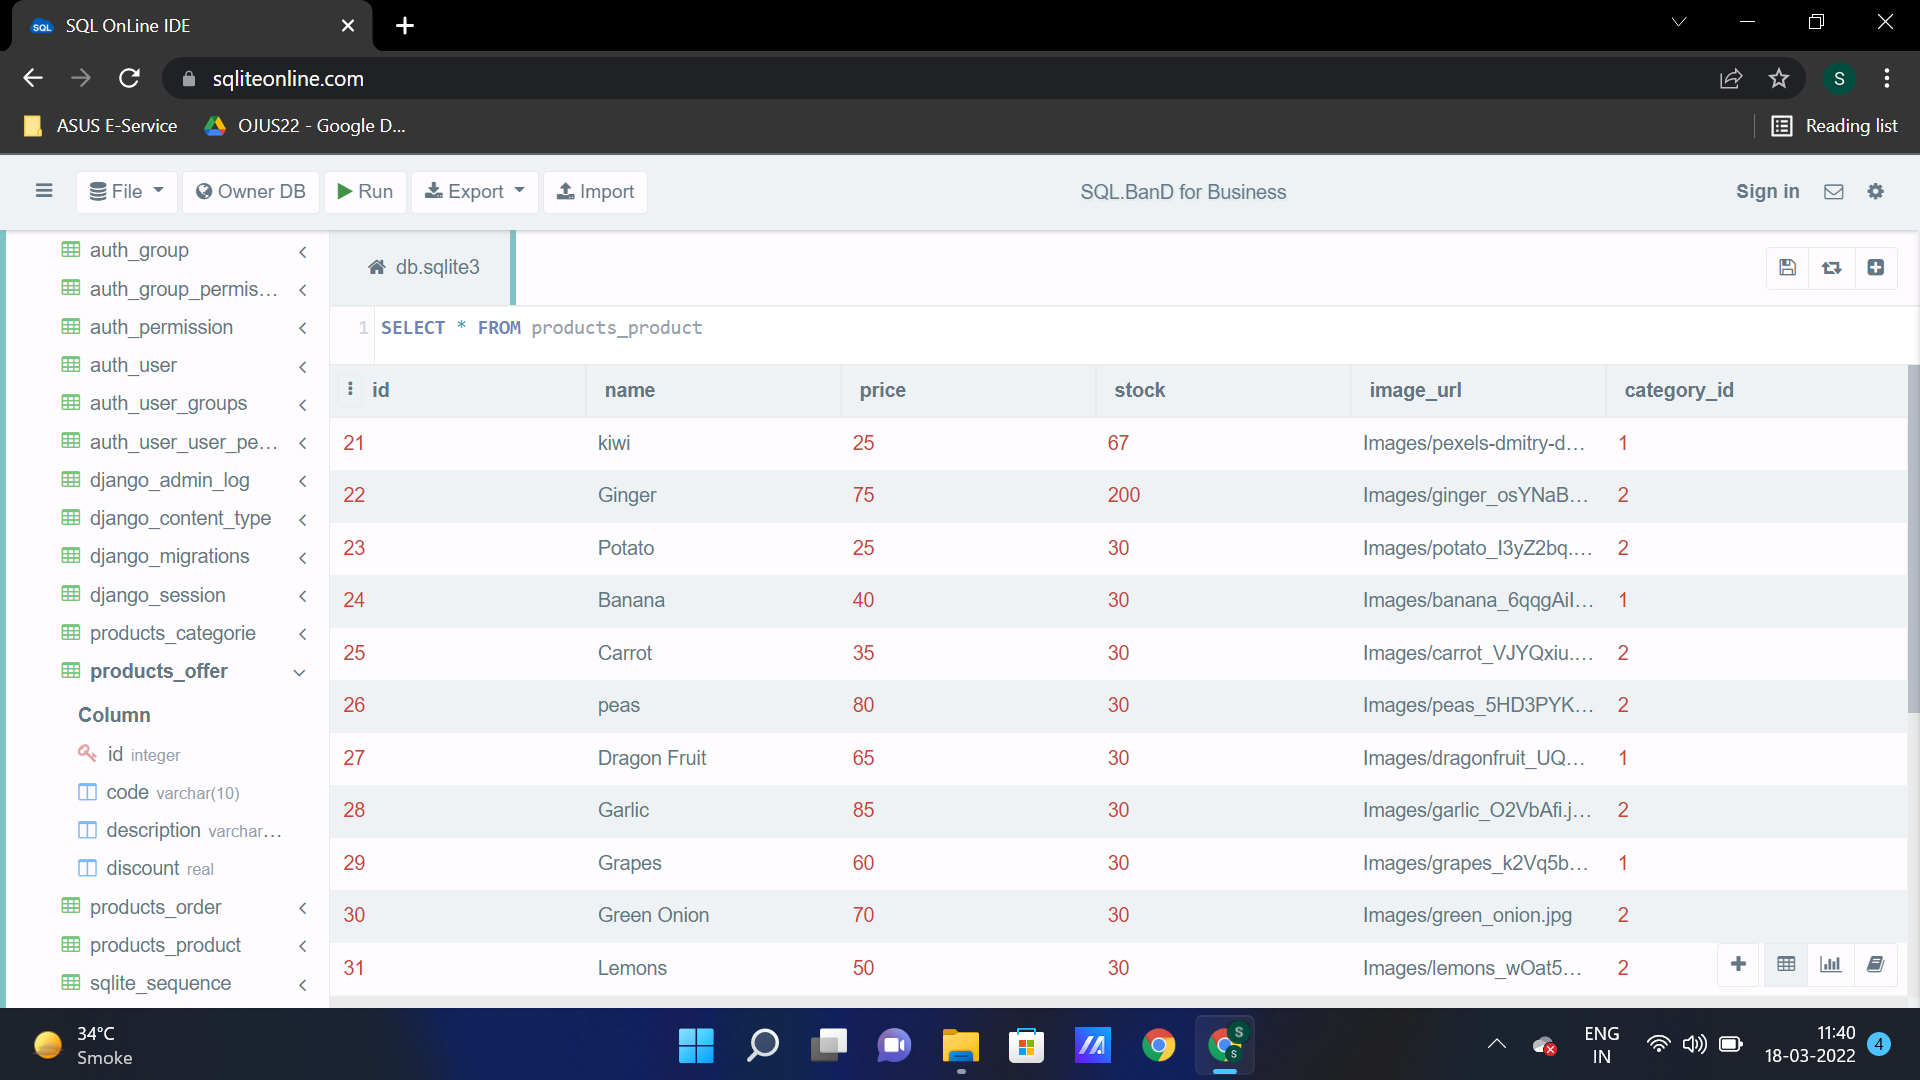 SQL OnLine IDE
sqliteonline.com
S
ASUS E-Service
OJUS22 - Google D...
Reading list
File
Owner DB
Run
Export
Import
SQL.BanD for Business
Sign in
auth_group
auth_group_permis...
auth_permission
auth_user
auth_user_groups
auth_user_user_pe...
django_admin_log
django_content_type
django_migrations
django_session
products_categorie
products_offer
Column
id integer
code varchar(10)
description varchar...
discount real
products_order
products_product
sqlite_sequence
db.sqlite3
1 SELECT * FROM products_product
id name price stock image_url category_id
21 kiwi 25 67 Images/pexels-dmitry-d... 1
22 Ginger 75 200 Images/ginger_osYNaB... 2
23 Potato 25 30 Images/potato_I3yZ2bq.... 2
24 Banana 40 30 Images/banana_6qqgAiI... 1
25 Carrot 35 30 Images/carrot_VJYQxiu.... 2
26 peas 80 30 Images/peas_5HD3PYK... 2
27 Dragon Fruit 65 30 Images/dragonfruit_UQ... 1
28 Garlic 85 30 Images/garlic_O2VbAfi.j... 2
29 Grapes 60 30 Images/grapes_k2Vq5b... 1
30 Green Onion 70 30 Images/green_onion.jpg 2
31 Lemons 50 30 Images/lemons_wOat5... 2
34°C
Smoke
S
S
ENG
IN
11:40
18-03-2022
4